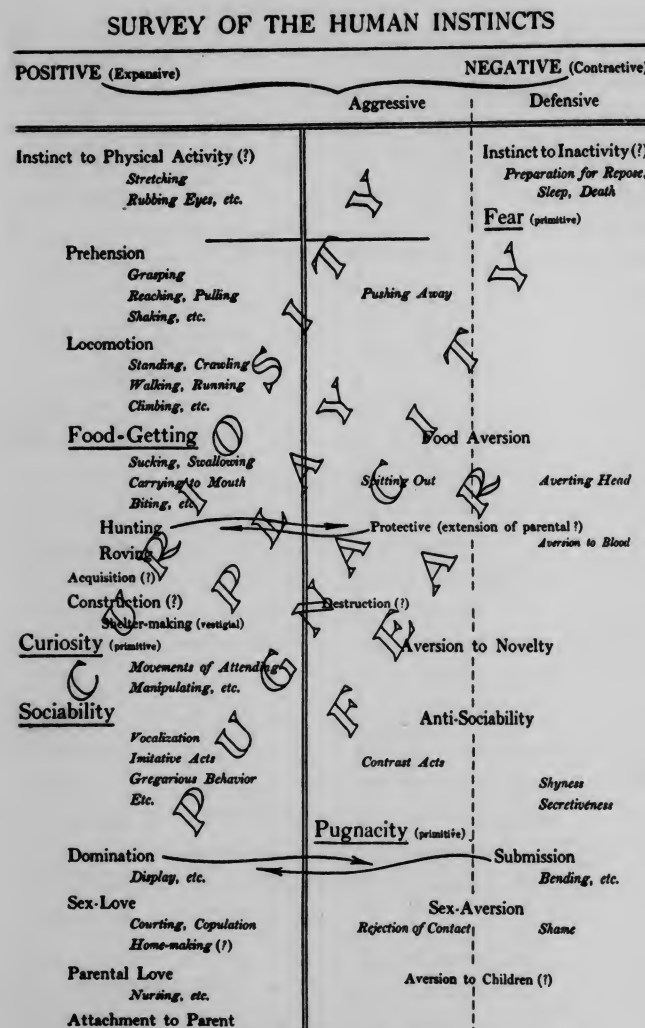 SURVEY OF THE HUMAN INSTINCTS
POSITIVE (Expansive)
NEGATIVE (Contractive)
Aggressive
Defensive
Instinct to Physical Activity (?)
Stretching
Rubbing Eyes, etc.
Instinct to Inactivity (?)
Preparation for Repose,
Sleep, Death
Fear (primitive)
Prehension
Grasping
Reaching, Pulling
Shaking, etc.
Pushing Away
Locomotion
Standing, Crawling
Walking, Running
Climbing, etc.
Food-Getting
Food Aversion
Sucking, Swallowing
Carrying to Mouth
Biting, etc.
Spitting Out
Averting Head
Hunting
Protective (extension of parental ?)
Roving
Aversion to Blood
Acquisition (?)
Construction (?)
Destruction (?)
Shelter-making (vestigial)
Curiosity (primitive)
Aversion to Novelty
Movements of Attending
Manipulating, etc.
Sociability
Anti-Sociability
Vocalization
Imitative Acts
Gregarious Behavior
Etc.
Contrast Acts
Shyness
Secretiveness
Pugnacity (primitive)
Domination
Submission
Display, etc.
Bending, etc.
Sex-Love
Sex-Aversion
Courting, Copulation
Home-making (?)
Rejection of Contact
Shame
Parental Love
Aversion to Children (?)
Nursing, etc.
Attachment to Parent
CURIOSITY
PLAY
PUGNACITY
FEAR